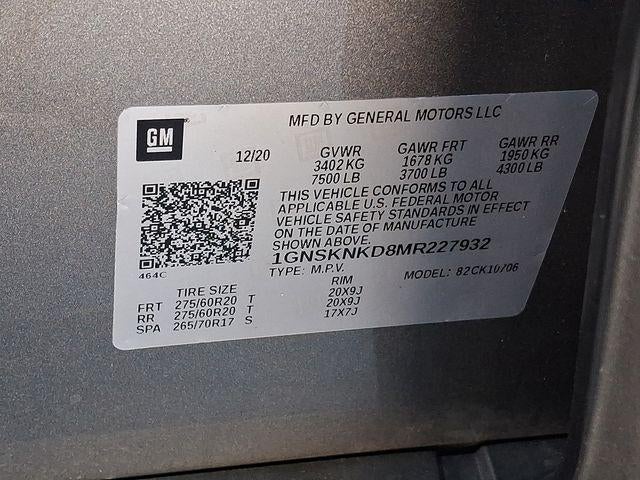 MFD BY GENERAL MOTORS LLC
GM
12/20 GVWR GAWR FRT GAWR RR
3402 KG 1678 KG 1950 KG
7500 LB 3700 LB 4300 LB
THIS VEHICLE CONFORMS TO ALL
APPLICABLE U.S. FEDERAL MOTOR
VEHICLE SAFETY STANDARDS IN EFFECT
ON THE DATE OF MANUFACTURE
SHOWN ABOVE.
1GNSKNKD8MR227932
464C
TYPE: M.P.V. MODEL: 82CK10706
TIRE SIZE RIM
FRT 275/60R20 T 20X9J
RR 275/60R20 T 20X9J
SPA 265/70R17 S 17X7J